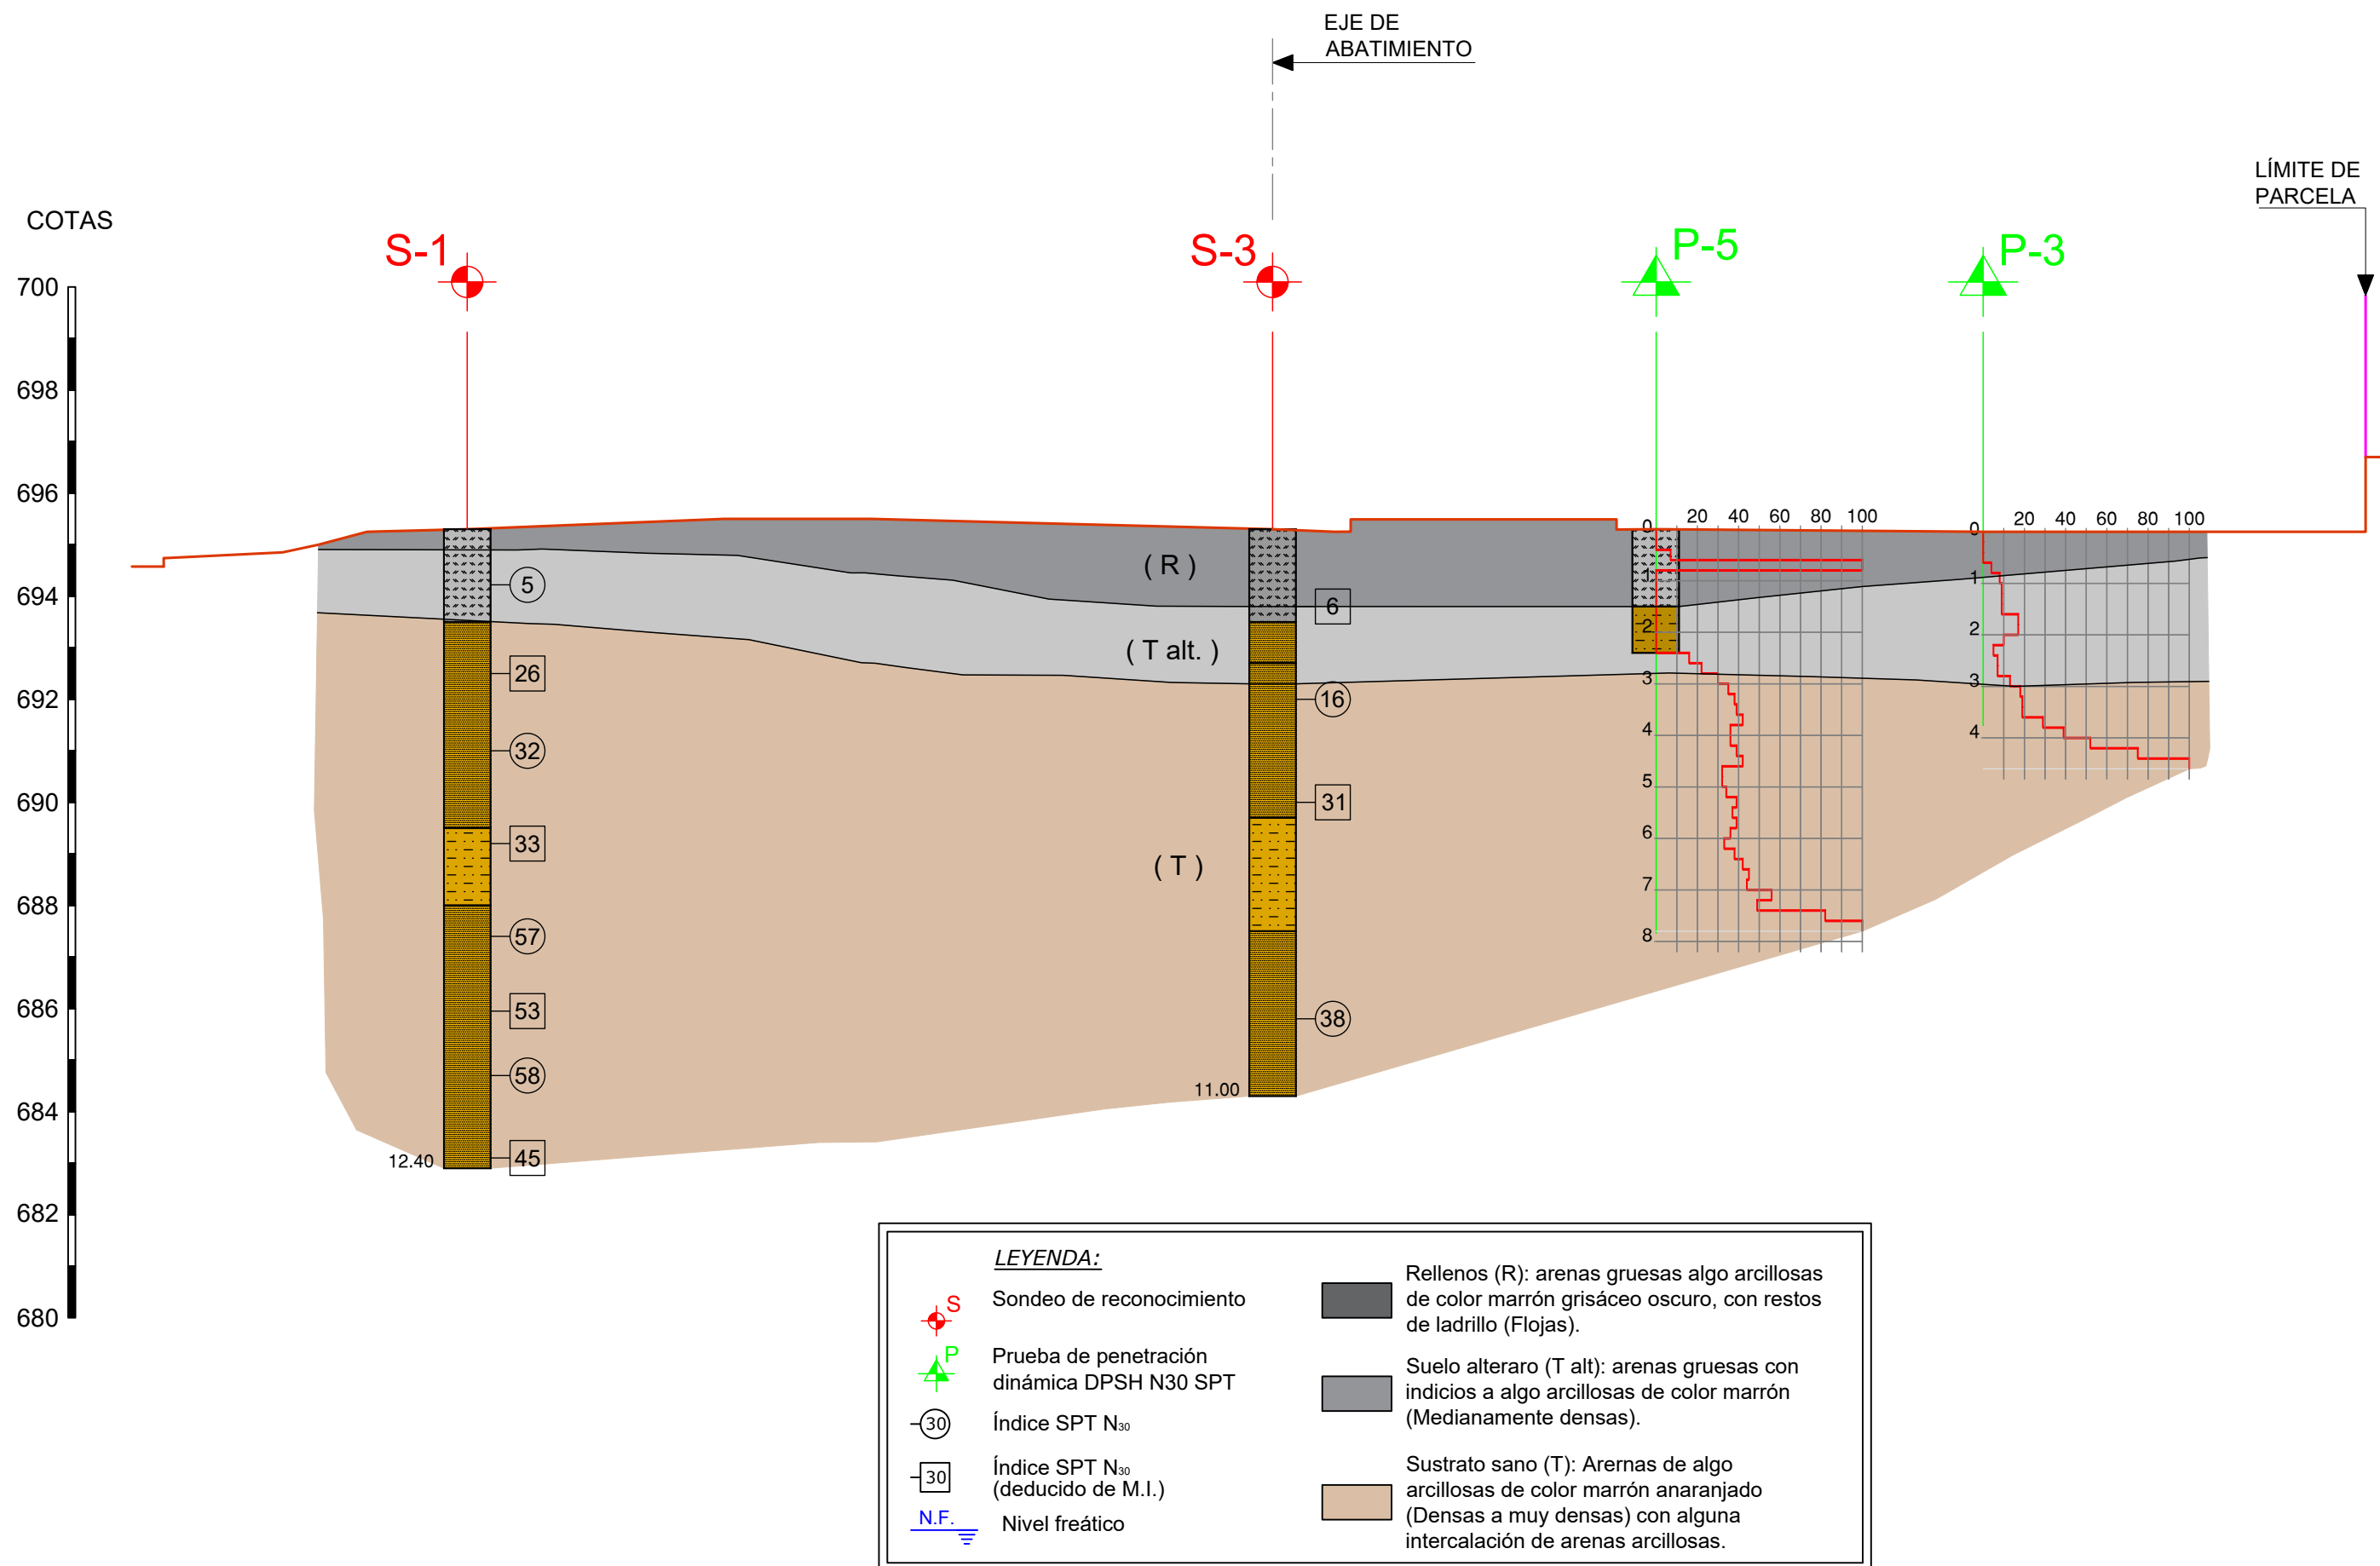 EJE DE
ABATIMIENTO
LÍMITE DE
PARCELA
COTAS
S-1
S-3
P-5
P-3
700
698
696
694
692
690
688
686
684
682
680
5
26
32
33
57
53
58
45
12.40
( R )
( T alt. )
( T )
6
16
31
38
11.00
0
20 40 60 80 100
1
2
3
4
5
6
7
8
0
20 40 60 80 100
1
2
3
4
LEYENDA:
S
Sondeo de reconocimiento
P
Prueba de penetración
dinámica DPSH N30 SPT
30
Índice SPT N30
30
Índice SPT N30
(deducido de M.I.)
N.F.
Nivel freático
Rellenos (R): arenas gruesas algo arcillosas
de color marrón grisáceo oscuro, con restos
de ladrillo (Flojas).
Suelo alteraro (T alt): arenas gruesas con
indicios a algo arcillosas de color marrón
(Medianamente densas).
Sustrato sano (T): Arernas de algo
arcillosas de color marrón anaranjado
(Densas a muy densas) con alguna
intercalación de arenas arcillosas.